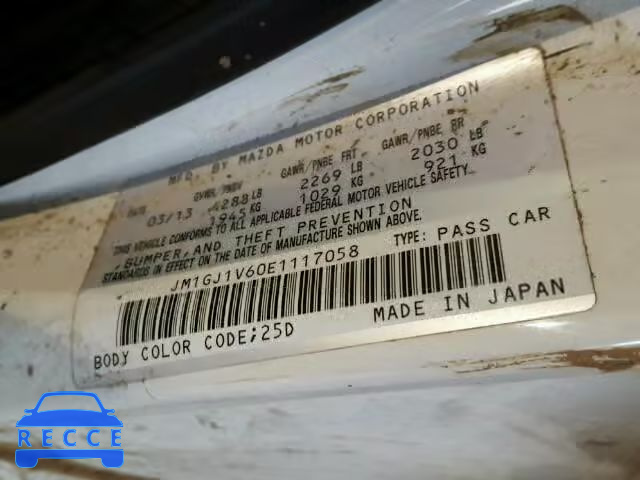 MFD. BY MAZDA MOTOR CORPORATION
DATE GVWR/PNBV GAWR/PNBE FRT GAWR/PNBE RR
03/13 4288 LB 2269 LB 2030 LB
1945 KG 1029 KG 921 KG
THIS VEHICLE CONFORMS TO ALL APPLICABLE FEDERAL MOTOR VEHICLE SAFETY
, BUMPER, AND THEFT PREVENTION
STANDARDS IN EFFECT ON THE DATE OF MANUFACTURE SHOWN ABOVE.
JM1GJ1V60E1117058 TYPE: PASS CAR
BODY COLOR CODE;25D MADE IN JAPAN
RECCE